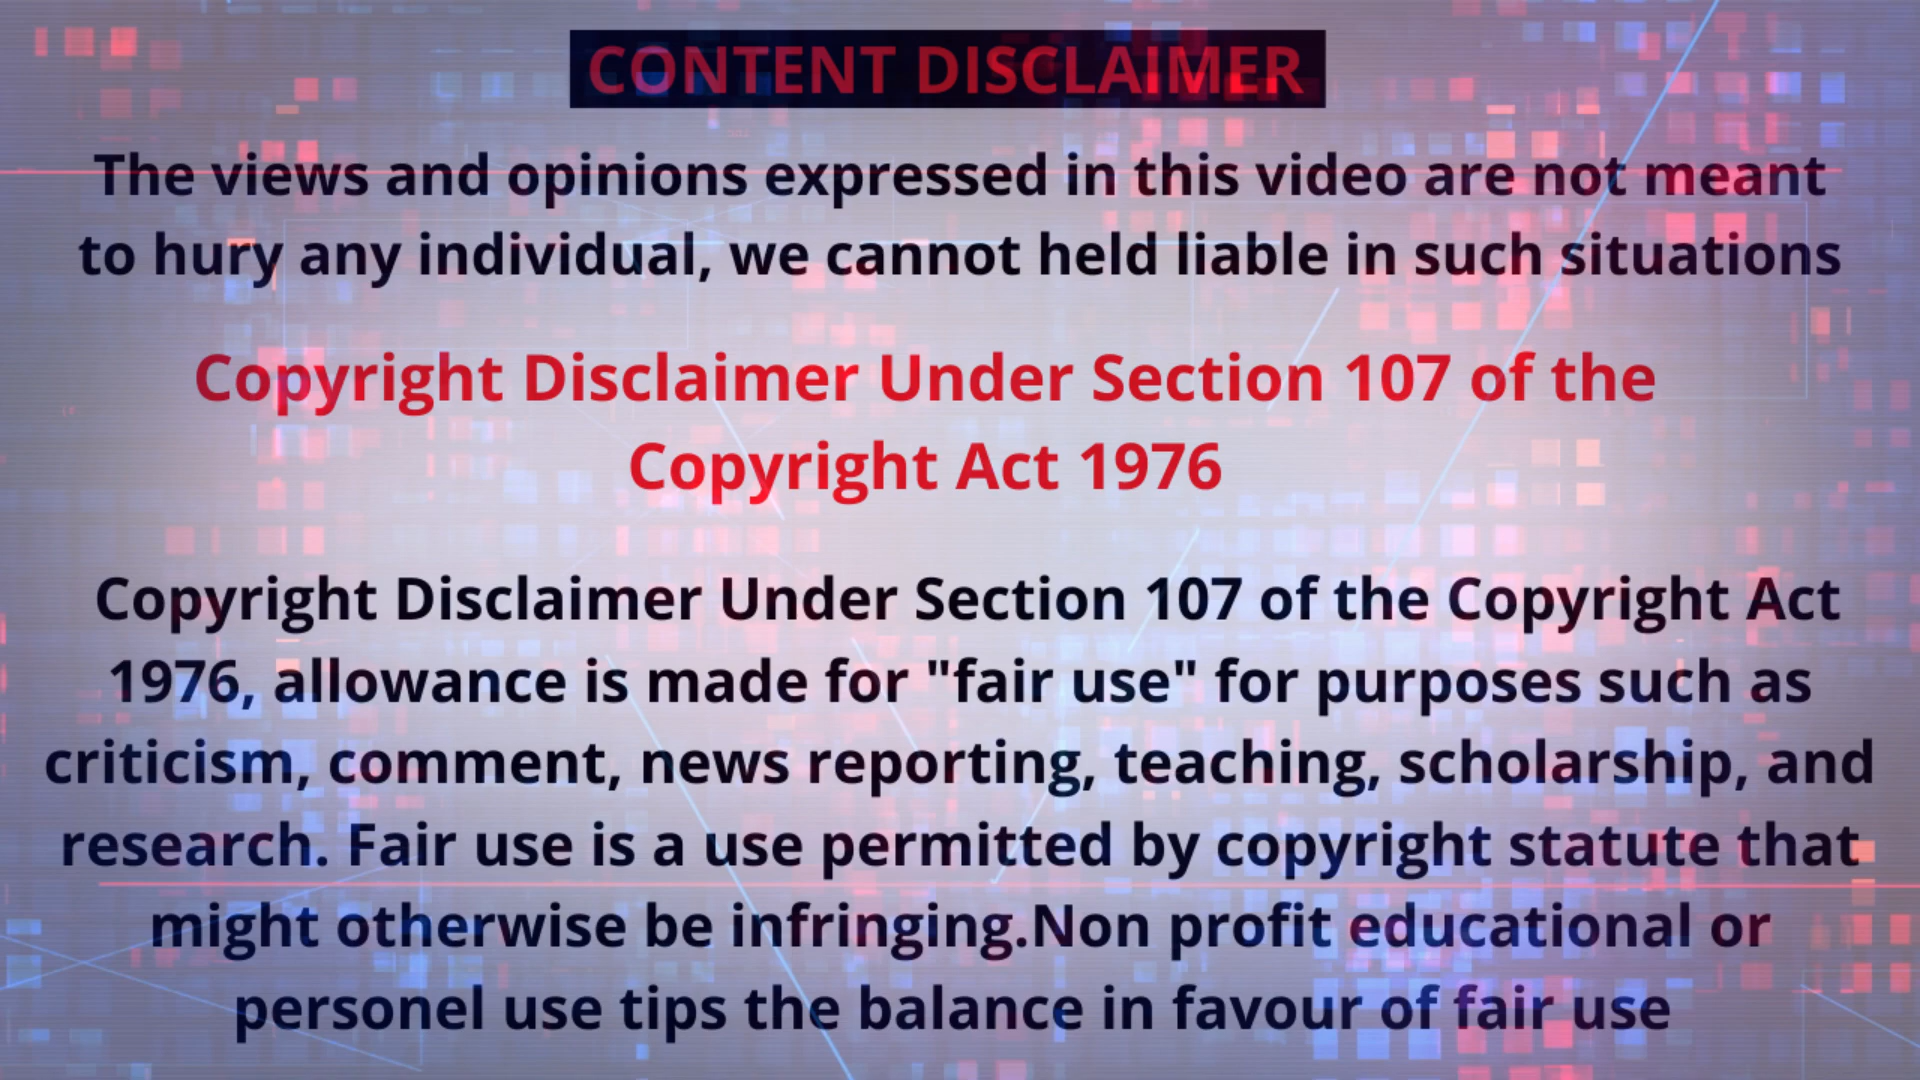 CONTENT DISCLAIMER
The views and opinions expressed in this video are not meant
to hury any individual, we cannot held liable in such situations
Copyright Disclaimer Under Section 107 of the
Copyright Act 1976
Copyright Disclaimer Under Section 107 of the Copyright Act
1976, allowance is made for "fair use" for purposes such as
criticism, comment, news reporting, teaching, scholarship, and
research. Fair use is a use permitted by copyright statute that
might otherwise be infringing.Non profit educational or
personel use tips the balance in favour of fair use